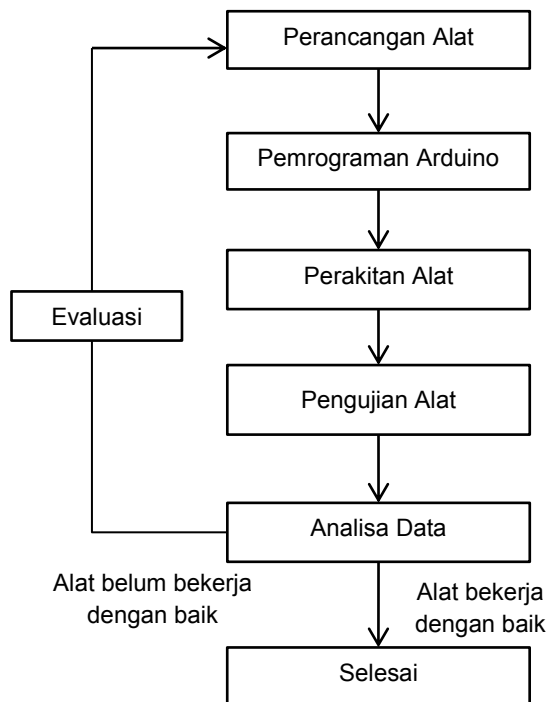 Perancangan Alat
Pemrograman Arduino
Perakitan Alat
Evaluasi
Pengujian Alat
Analisa Data
Alat belum bekerja
dengan baik
Alat bekerja
dengan baik
Selesai